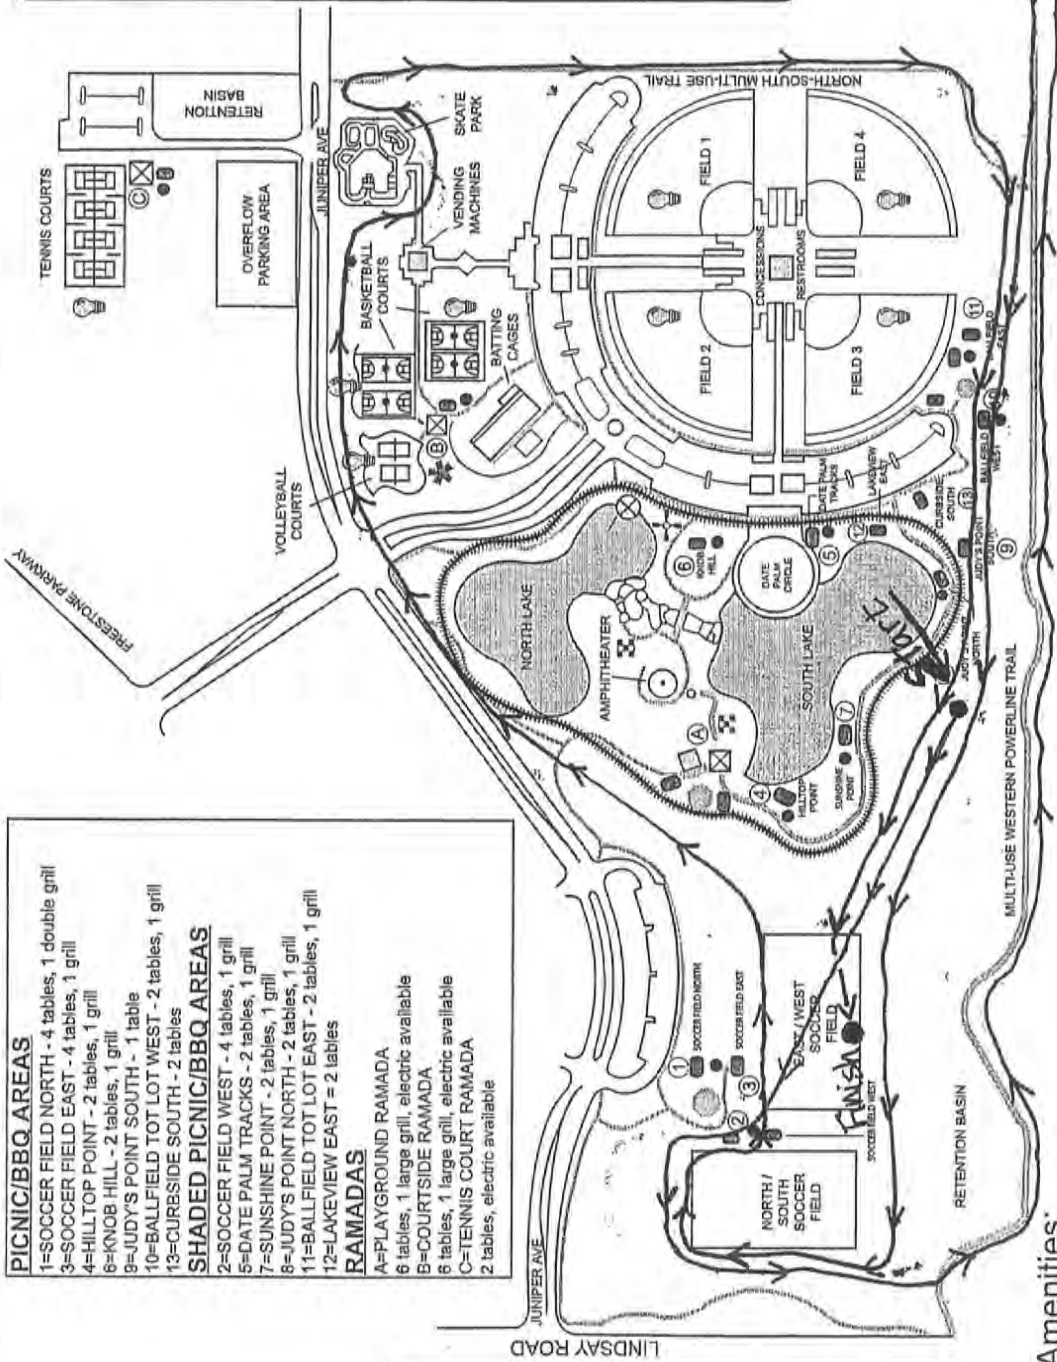 PICNIC/BBQ AREAS
1=SOCCER FIELD NORTH - 4 tables, 1 double grill
3=SOCCER FIELD EAST - 4 tables, 1 grill
4=HILLTOP POINT - 2 tables, 1 grill
6=KNOB HILL - 2 tables, 1 grill
9=JUDY'S POINT SOUTH - 1 table
10=BALLFIELD TOT LOT WEST - 2 tables, 1 grill
13=CURBSIDE SOUTH - 2 tables
SHADED PICNIC/BBQ AREAS
2=SOCCER FIELD WEST - 4 tables, 1 grill
5=DATE PALM TRACKS - 2 tables, 1 grill
7=SUNSHINE POINT - 2 tables, 1 grill
8=JUDY'S POINT NORTH - 2 tables, 1 grill
11=BALLFIELD TOT LOT EAST - 2 tables, 1 grill
12=LAKEVIEW EAST = 2 tables
RAMADAS
A=PLAYGROUND RAMADA
6 tables, 1 large grill, electric available
B=COURTSIDE RAMADA
6 tables, 1 large grill, electric available
C=TENNIS COURT RAMADA
2 tables, electric available
FREESTONE PARKWAY
TENNIS COURTS
C
RETENTION
BASIN
OVERFLOW
PARKING AREA
JUNIPER AVE
SKATE
PARK
VENDING
MACHINES
BASKETBALL
COURTS
BATTING
CAGES
VOLLEYBALL
COURTS
B
NORTH-SOUTH MULTI-USE TRAIL
FIELD 1
FIELD 2
FIELD 3
FIELD 4
CONCESSIONS
RESTROOMS
NORTH LAKE
AMPHITHEATER
6
KNOB
HILL
DATE
PALM
CIRCLE
5
DATE PALM
TRACKS
12
LAKEVIEW
EAST
13
CURBSIDE
SOUTH
BALLFIELD
WEST
11
EAST
9
JUDY'S POINT
SOUTH
NORTH
SOUTH LAKE
A
4
HILLTOP
POINT
7
SUNSHINE
POINT
Start
MULTI-USE WESTERN POWERLINE TRAIL
1
SOCCER FIELD NORTH
3
SOCCER FIELD EAST
2
EAST / WEST
SOCCER
FIELD
Finish
SOCCER FIELD WEST
NORTH /
SOUTH
SOCCER
FIELD
RETENTION BASIN
JUNIPER AVE
LINDSAY ROAD
Amenities: